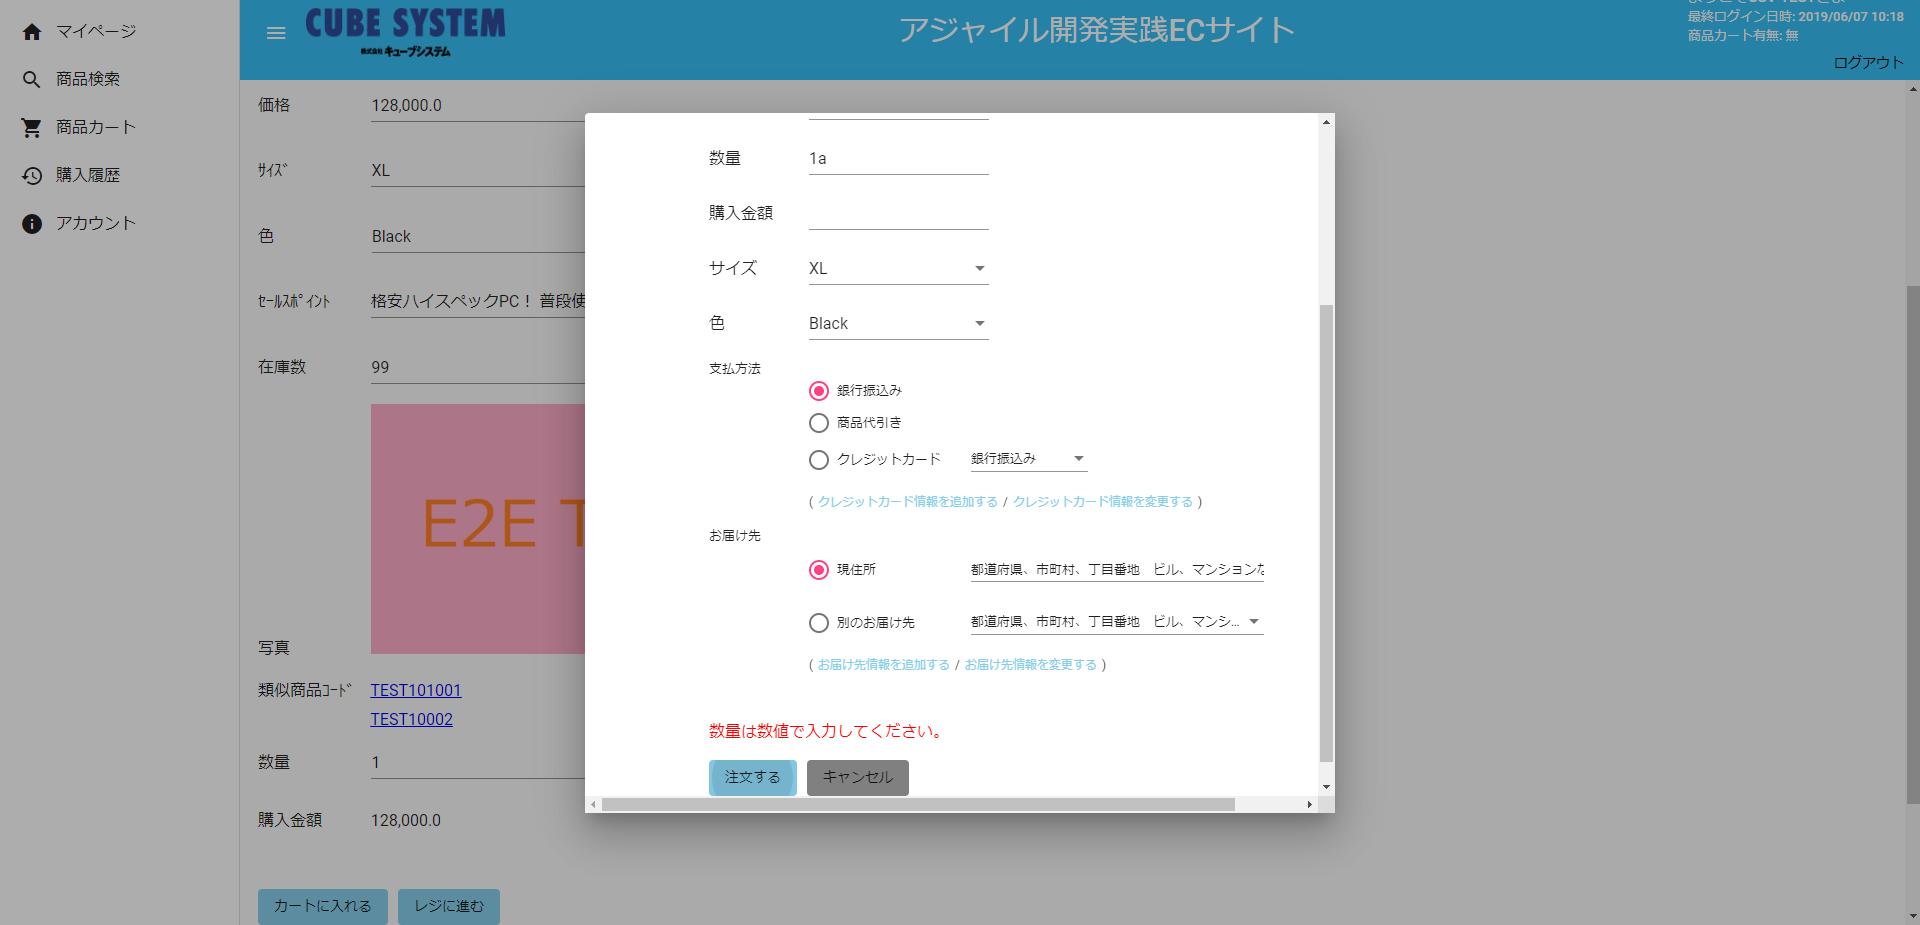 マイページ
商品検索
商品カート
購入履歴
アカウント
CUBE SYSTEM
株式会社 キューブシステム
アジャイル開発実践ECサイト
最終ログイン日時: 2019/06/07 10:18
商品カート有無: 無
ログアウト
価格 128,000.0
ｻｲｽﾞ XL
色 Black
ｾｰﾙｽﾎﾟｲﾝﾄ 格安ハイスペックPC！ 普段使
在庫数 99
E2E T
写真
類似商品ｺｰﾄﾞ TEST101001
TEST10002
数量 1
購入金額 128,000.0
カートに入れる レジに進む
数量 1a
購入金額
サイズ XL
色 Black
支払方法
銀行振込み
商品代引き
クレジットカード 銀行振込み
( クレジットカード情報を追加する / クレジットカード情報を変更する )
お届け先
現住所 都道府県、市町村、丁目番地　ビル、マンションな
別のお届け先 都道府県、市町村、丁目番地　ビル、マンシ...
( お届け先情報を追加する / お届け先情報を変更する )
数量は数値で入力してください。
注文する キャンセル